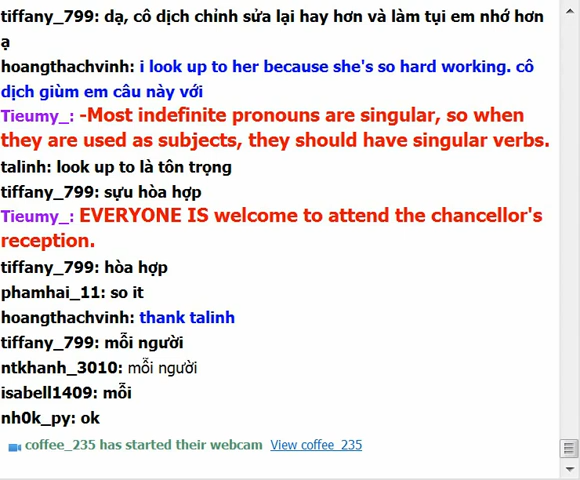 tiffany_799: dạ, cô dịch chỉnh sửa lại hay hơn và làm tụi em nhớ hơn
ạ
hoangthachvinh: i look up to her because she's so hard working. cô
dịch giùm em câu này với
Tieumy_: -Most indefinite pronouns are singular, so when
they are used as subjects, they should have singular verbs.
talinh: look up to là tôn trọng
tiffany_799: sựu hòa hợp
Tieumy_: EVERYONE IS welcome to attend the chancellor's
reception.
tiffany_799: hòa hợp
phamhai_11: so it
hoangthachvinh: thank talinh
tiffany_799: mỗi người
ntkhanh_3010: mỗi người
isabell1409: mỗi
nh0k_py: ok
coffee_235 has started their webcam View coffee_235